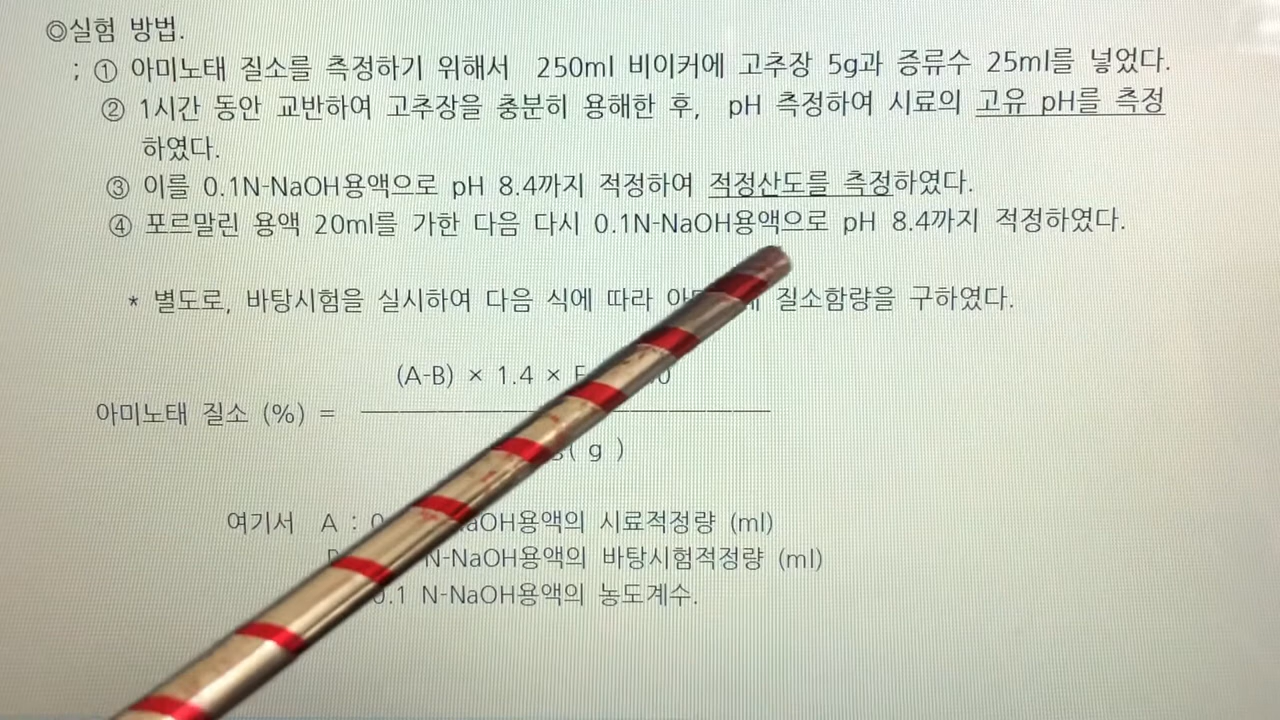 ◎실험 방법.
; ① 아미노태 질소를 측정하기 위해서 250ml 비이커에 고추장 5g과 증류수 25ml를 넣었다.
② 1시간 동안 교반하여 고추장을 충분히 용해한 후, pH 측정하여 시료의 고유 pH를 측정
하였다.
③ 이를 0.1N-NaOH용액으로 pH 8.4까지 적정하여 적정산도를 측정하였다.
④ 포르말린 용액 20ml를 가한 다음 다시 0.1N-NaOH용액으로 pH 8.4까지 적정하였다.
* 별도로, 바탕시험을 실시하여 다음 식에 따라 질소함량을 구하였다.
(A-B) × 1.4 ×
아미노태 질소 (%) =
( g )
여기서 A : NaOH용액의 시료적정량 (ml)
N-NaOH용액의 바탕시험적정량 (ml)
0.1 N-NaOH용액의 농도계수.